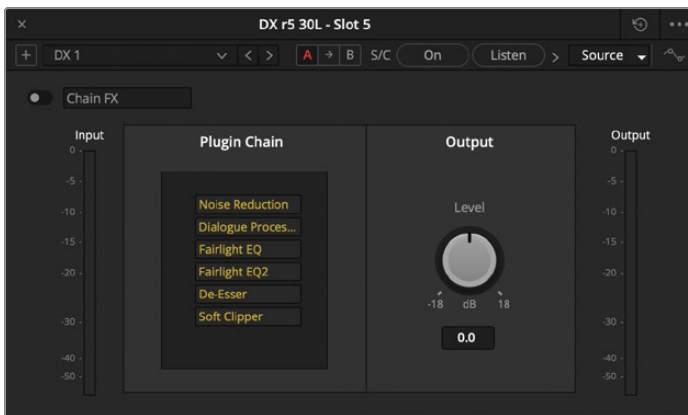 × DX r5 30L - Slot 5 •••
+ DX 1 < > A → B S/C On Listen > Source
Chain FX
Input Plugin Chain Output Output
0 -
-5 -
-10 -
-15 -
-20 -
-30 -
-40 -
-50 -
Noise Reduction
Dialogue Proces...
Fairlight EQ
Fairlight EQ2
De-Esser
Soft Clipper
Level
-18 dB 18
0.0
0 -
-5 -
-10 -
-15 -
-20 -
-30 -
-40 -
-50 -